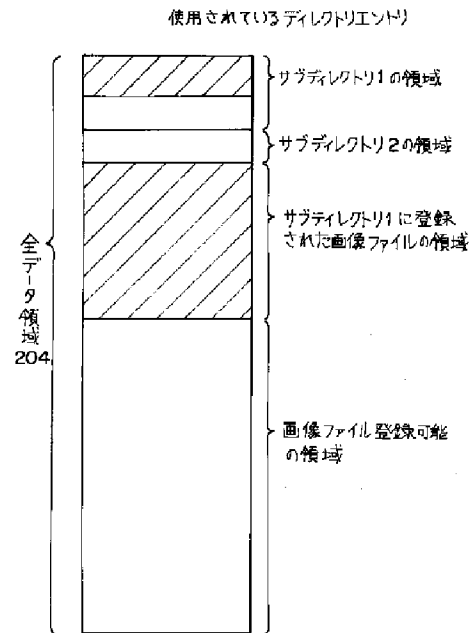 使用されているディレクトリエントリ
サブディレクトリ1の領域
サブディレクトリ2の領域
サブディレクトリ1に登録
された画像ファイルの領域
全データ領域
204
画像ファイル登録可能
の領域